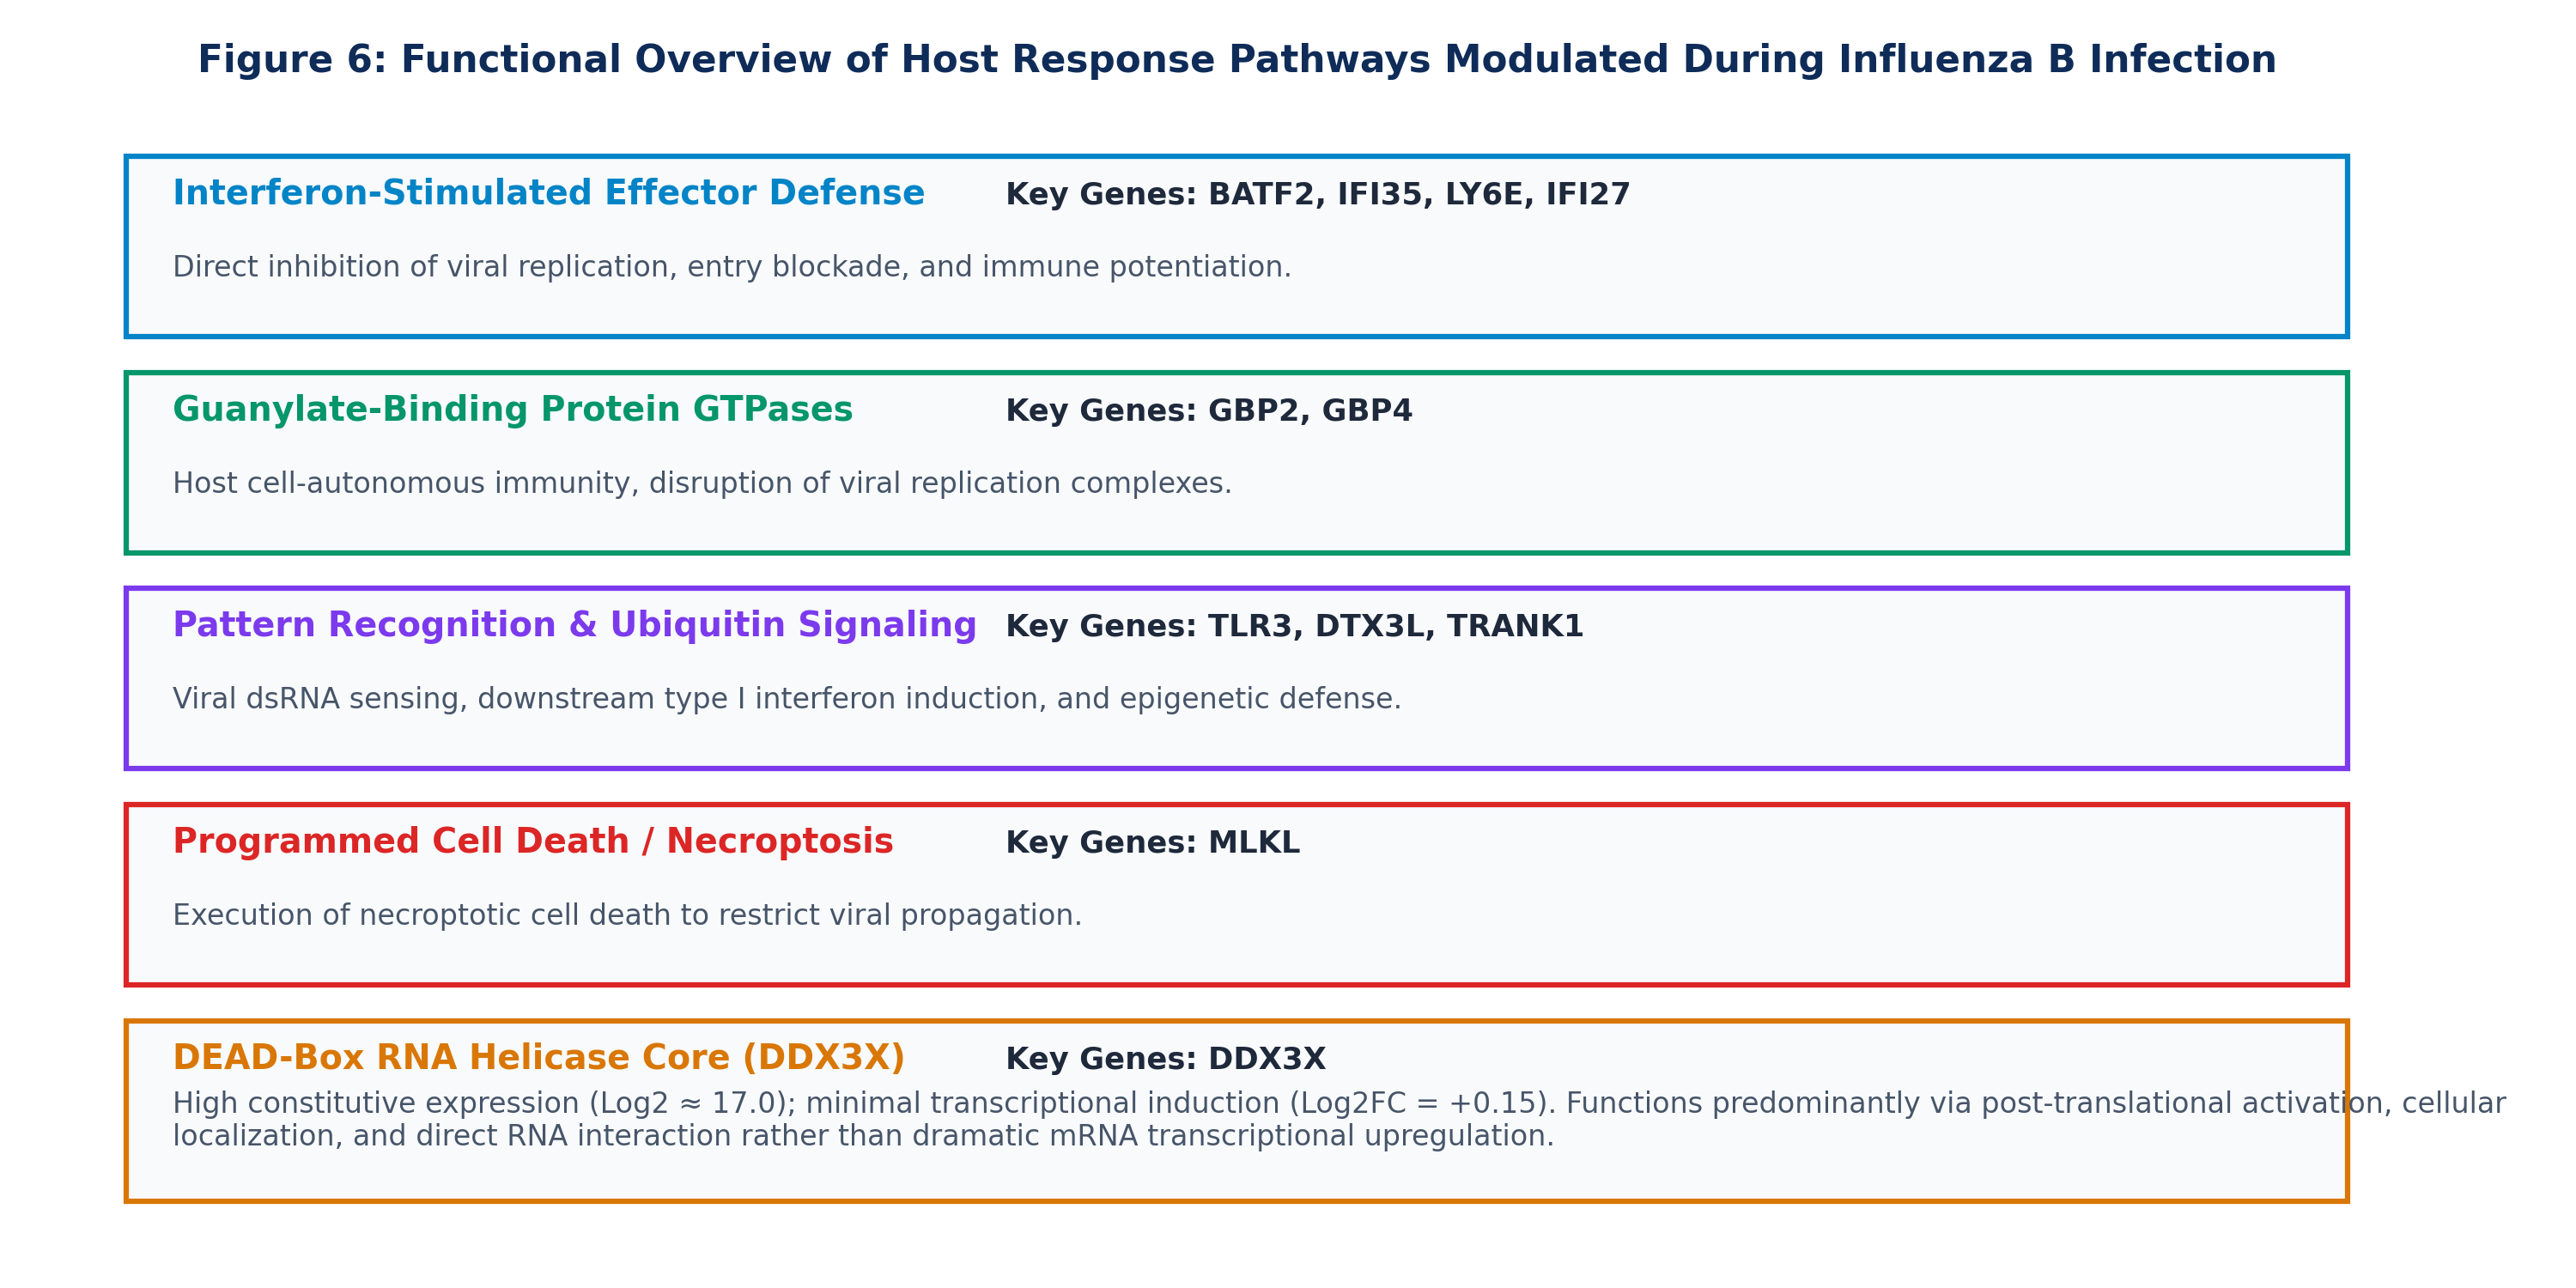 Figure 6: Functional Overview of Host Response Pathways Modulated During Influenza B Infection
Interferon-Stimulated Effector Defense
Key Genes: BATF2, IFI35, LY6E, IFI27
Direct inhibition of viral replication, entry blockade, and immune potentiation.
Guanylate-Binding Protein GTPases
Key Genes: GBP2, GBP4
Host cell-autonomous immunity, disruption of viral replication complexes.
Pattern Recognition & Ubiquitin Signaling
Key Genes: TLR3, DTX3L, TRANK1
Viral dsRNA sensing, downstream type I interferon induction, and epigenetic defense.
Programmed Cell Death / Necroptosis
Key Genes: MLKL
Execution of necroptotic cell death to restrict viral propagation.
DEAD-Box RNA Helicase Core (DDX3X)
Key Genes: DDX3X
High constitutive expression (Log2 ≈ 17.0); minimal transcriptional induction (Log2FC = +0.15). Functions predominantly via post-translational activation, cellular
localization, and direct RNA interaction rather than dramatic mRNA transcriptional upregulation.